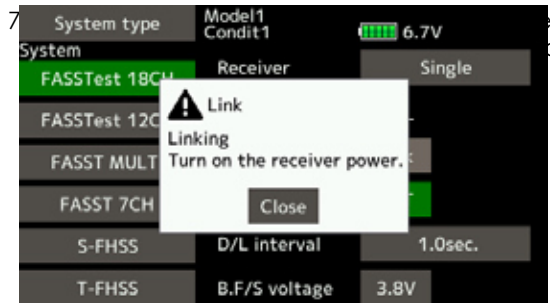 7
System type
Model1
Condit1
6.7V
System
FASSTest 18CH
Receiver
Single
FASSTest 12C
Link
Linking
Turn on the receiver power.
FASST MULT
FASST 7CH
Close
S-FHSS
D/L interval
1.0sec.
T-FHSS
B.F/S voltage
3.8V